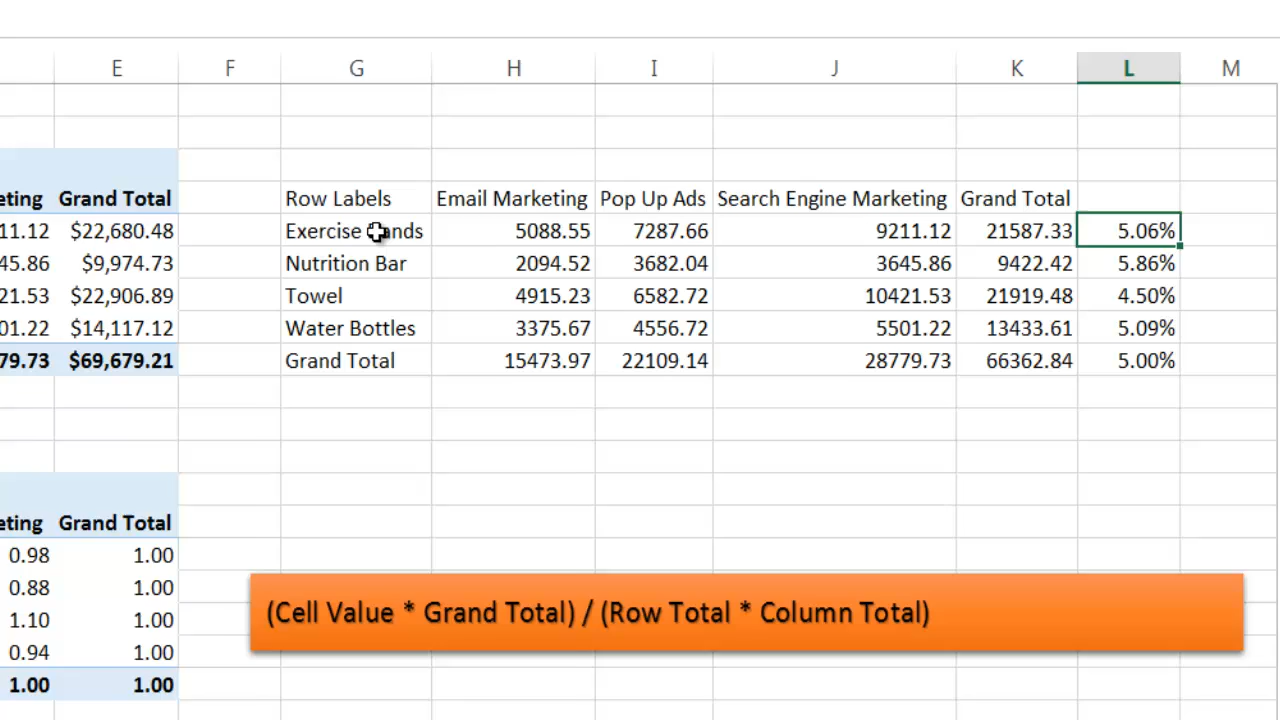 E F G H I J K L M
eting Grand Total Row Labels Email Marketing Pop Up Ads Search Engine Marketing Grand Total
11.12 $22,680.48 Exercise ands 5088.55 7287.66 9211.12 21587.33 5.06%
45.86 $9,974.73 Nutrition Bar 2094.52 3682.04 3645.86 9422.42 5.86%
21.53 $22,906.89 Towel 4915.23 6582.72 10421.53 21919.48 4.50%
01.22 $14,117.12 Water Bottles 3375.67 4556.72 5501.22 13433.61 5.09%
79.73 $69,679.21 Grand Total 15473.97 22109.14 28779.73 66362.84 5.00%
eting Grand Total
0.98 1.00
0.88 1.00
1.10 1.00
0.94 1.00
1.00 1.00
(Cell Value * Grand Total) / (Row Total * Column Total)